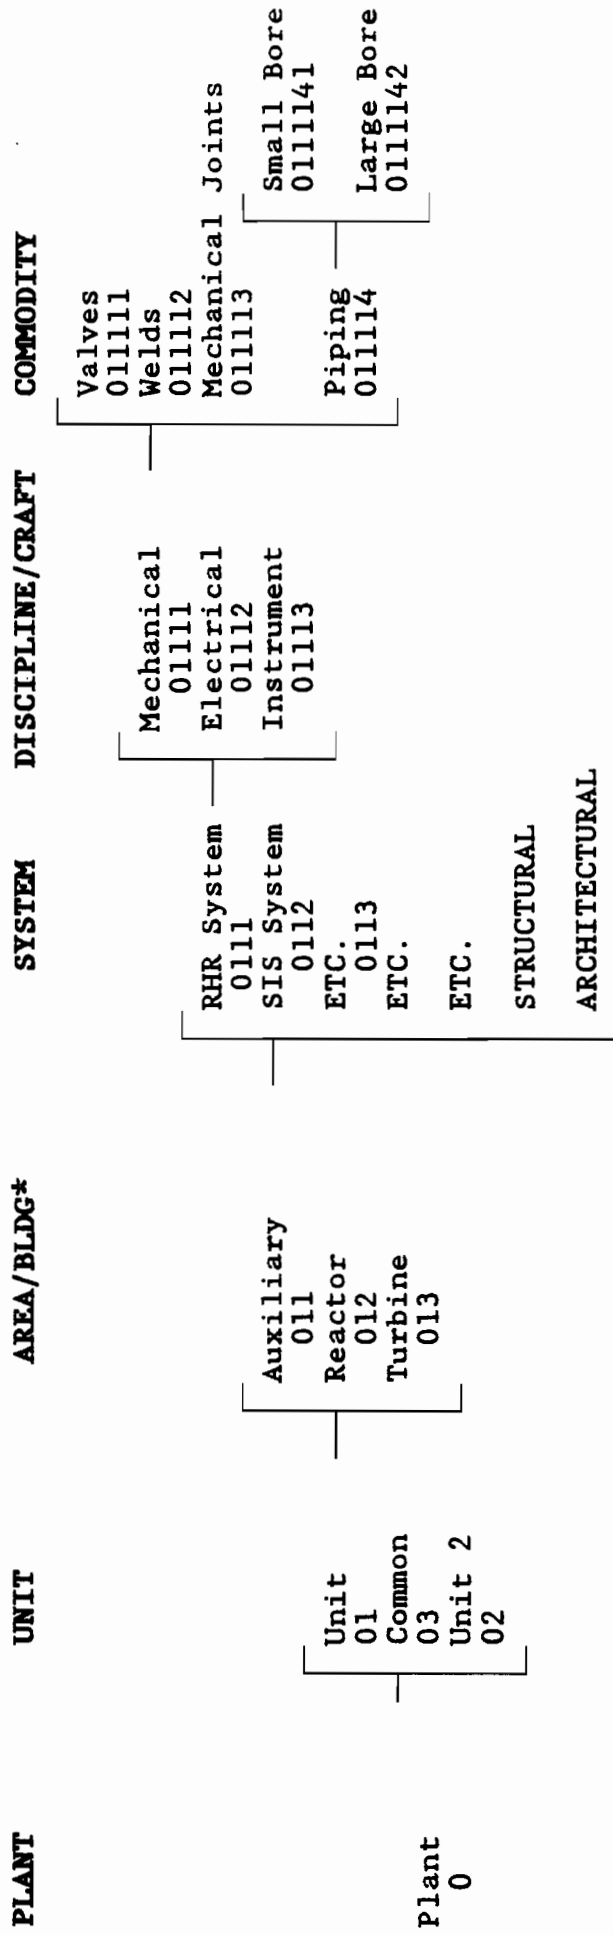 PLANT UNIT AREA/BLDG* SYSTEM DISCIPLINE/CRAFT COMMODITY
Plant
0
Unit
01
Common
03
Unit 2
02
Auxiliary
011
Reactor
012
Turbine
013
RHR System
0111
SIS System
0112
ETC.
0113
ETC.
ETC.
STRUCTURAL
ARCHITECTURAL
Mechanical
01111
Electrical
01112
Instrument
01113
Valves
011111
Welds
011112
Mechanical Joints
011113
Piping
011114
Small Bore
0111141
Large Bore
0111142